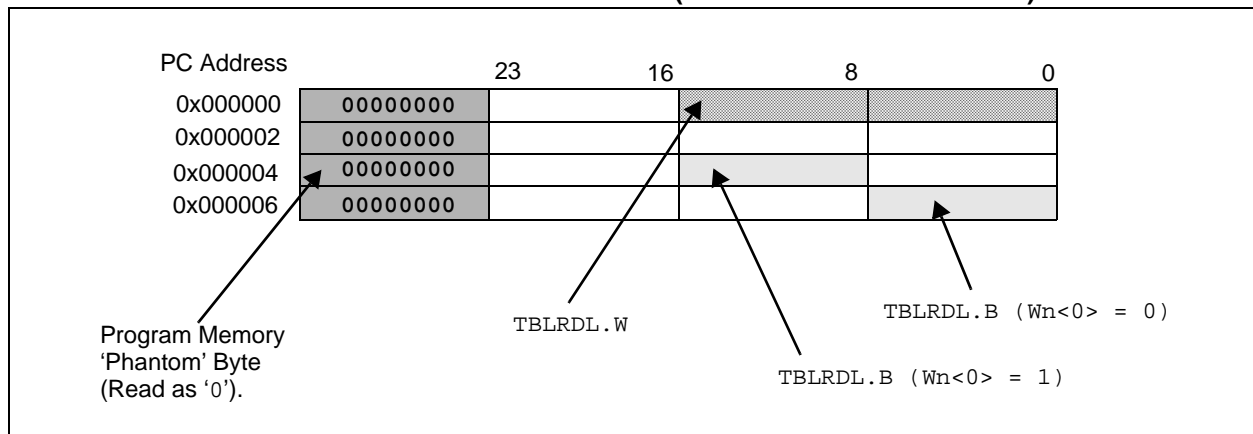 PC Address
23 16 8 0
0x000000 00000000
0x000002 00000000
0x000004 00000000
0x000006 00000000
TBLRDL.W
TBLRDL.B (Wn<0> = 0)
TBLRDL.B (Wn<0> = 1)
Program Memory
‘Phantom’ Byte
(Read as ‘0’).